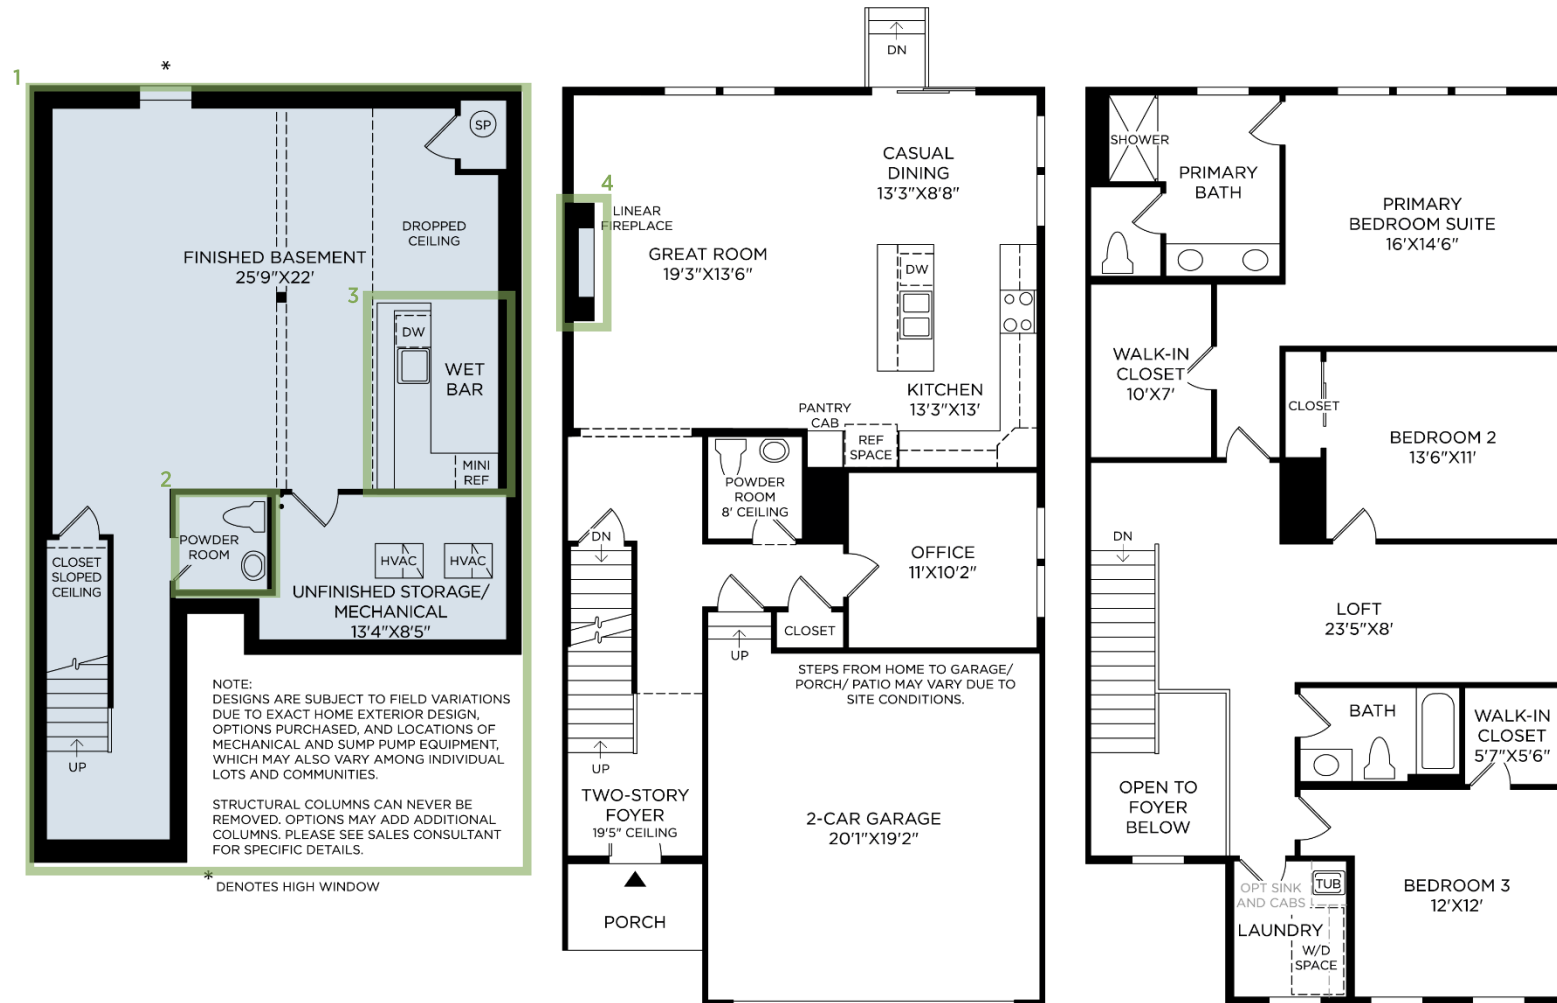 1
*
SP
DROPPED
CEILING
FINISHED BASEMENT
25'9"X22'
3
DW
WET
BAR
MINI
REF
2
POWDER
ROOM
CLOSET
SLOPED
CEILING
HVAC
HVAC
UNFINISHED STORAGE/
MECHANICAL
13'4"X8'5"
UP
NOTE:
DESIGNS ARE SUBJECT TO FIELD VARIATIONS
DUE TO EXACT HOME EXTERIOR DESIGN,
OPTIONS PURCHASED, AND LOCATIONS OF
MECHANICAL AND SUMP PUMP EQUIPMENT,
WHICH MAY ALSO VARY AMONG INDIVIDUAL
LOTS AND COMMUNITIES.
STRUCTURAL COLUMNS CAN NEVER BE
REMOVED. OPTIONS MAY ADD ADDITIONAL
COLUMNS. PLEASE SEE SALES CONSULTANT
FOR SPECIFIC DETAILS.
* DENOTES HIGH WINDOW
DN
CASUAL
DINING
13'3"X8'8"
4
LINEAR
FIREPLACE
GREAT ROOM
19'3"X13'6"
DW
KITCHEN
13'3"X13'
PANTRY
CAB
REF
SPACE
POWDER
ROOM
8' CEILING
DN
OFFICE
11'X10'2"
CLOSET
UP
STEPS FROM HOME TO GARAGE/
PORCH/ PATIO MAY VARY DUE TO
SITE CONDITIONS.
UP
TWO-STORY
FOYER
19'5" CEILING
2-CAR GARAGE
20'1"X19'2"
PORCH
SHOWER
PRIMARY
BATH
PRIMARY
BEDROOM SUITE
16'X14'6"
WALK-IN
CLOSET
10'X7'
CLOSET
BEDROOM 2
13'6"X11'
DN
LOFT
23'5"X8'
BATH
WALK-IN
CLOSET
5'7"X5'6"
OPEN TO
FOYER
BELOW
OPT SINK
AND CABS
TUB
LAUNDRY
W/D
SPACE
BEDROOM 3
12'X12'